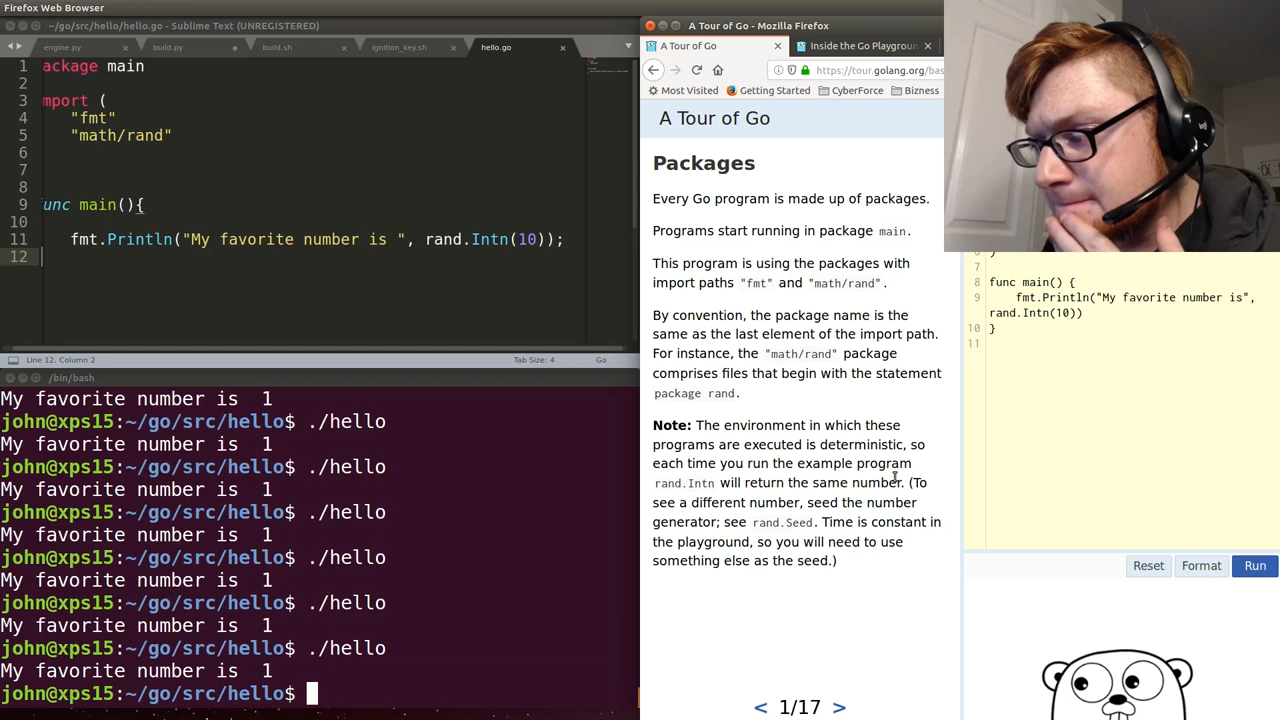 Firefox Web Browser
~/go/src/hello/hello.go - Sublime Text (UNREGISTERED)
engine.py
build.py
build.sh
ignition_key.sh
hello.go
1 ackage main
2
3 mport (
4 "fmt"
5 "math/rand"
6
7
8
9 unc main(){
10
11 fmt.Println("My favorite number is ", rand.Intn(10));
12
Line 12, Column 2
Tab Size: 4
Go
/bin/bash
My favorite number is  1
john@xps15:~/go/src/hello$ ./hello
My favorite number is  1
john@xps15:~/go/src/hello$ ./hello
My favorite number is  1
john@xps15:~/go/src/hello$ ./hello
My favorite number is  1
john@xps15:~/go/src/hello$ ./hello
My favorite number is  1
john@xps15:~/go/src/hello$ ./hello
My favorite number is  1
john@xps15:~/go/src/hello$ ./hello
My favorite number is  1
john@xps15:~/go/src/hello$
A Tour of Go - Mozilla Firefox
A Tour of Go
Inside the Go Playgroun
https://tour.golang.org/bas
Most Visited
Getting Started
CyberForce
Bizness
A Tour of Go
Packages
Every Go program is made up of packages.
Programs start running in package main.
This program is using the packages with
import paths "fmt" and "math/rand".
By convention, the package name is the
same as the last element of the import path.
For instance, the "math/rand" package
comprises files that begin with the statement
package rand.
Note: The environment in which these
programs are executed is deterministic, so
each time you run the example program
rand.Intn will return the same number. (To
see a different number, seed the number
generator; see rand.Seed. Time is constant in
the playground, so you will need to use
something else as the seed.)
< 1/17 >
6 )
7
8 func main() {
9 fmt.Println("My favorite number is",
rand.Intn(10))
10 }
11
Reset
Format
Run
logi